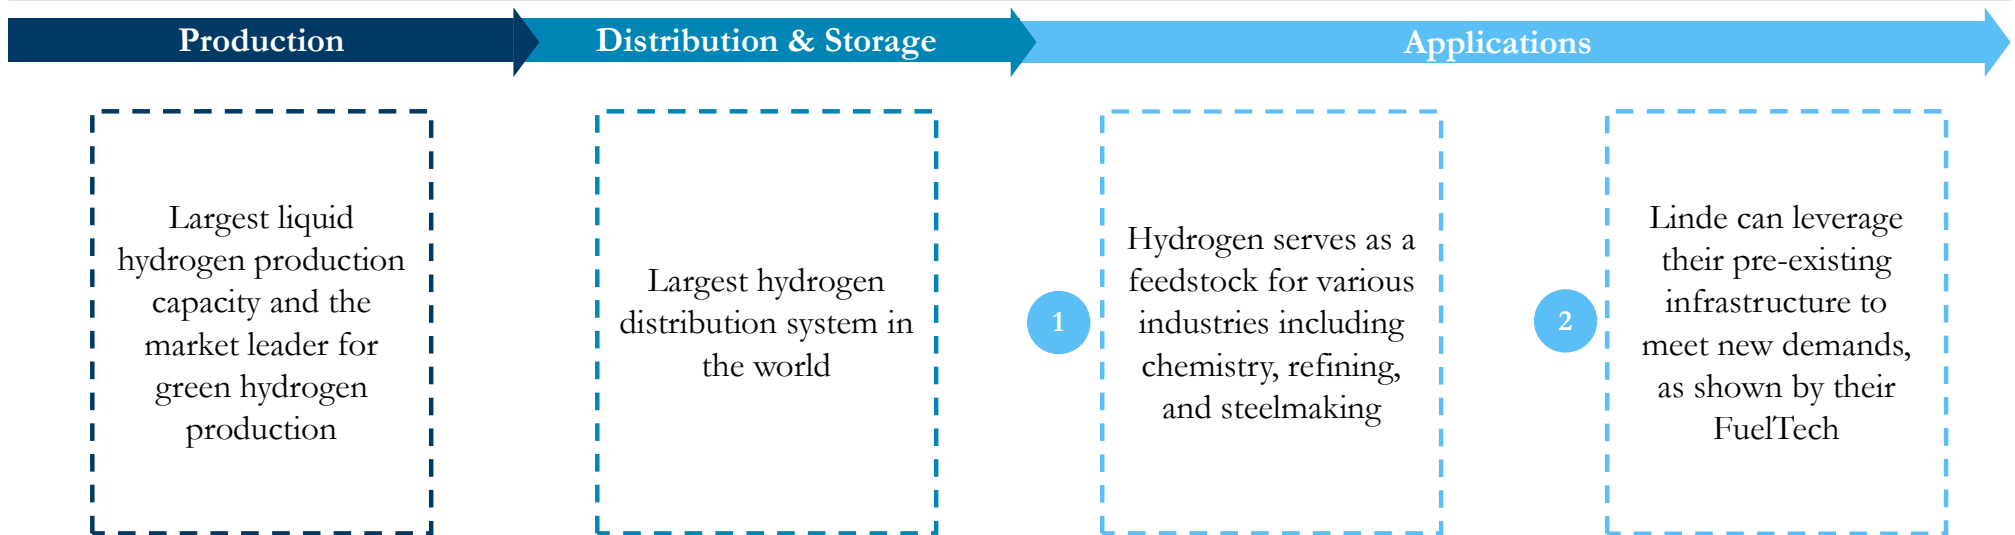 Production
Distribution & Storage
Applications
Largest liquid
hydrogen production
capacity and the
market leader for
green hydrogen
production
Largest hydrogen
distribution system in
the world
1
Hydrogen serves as a
feedstock for various
industries including
chemistry, refining,
and steelmaking
2
Linde can leverage
their pre-existing
infrastructure to
meet new demands,
as shown by their
FuelTech